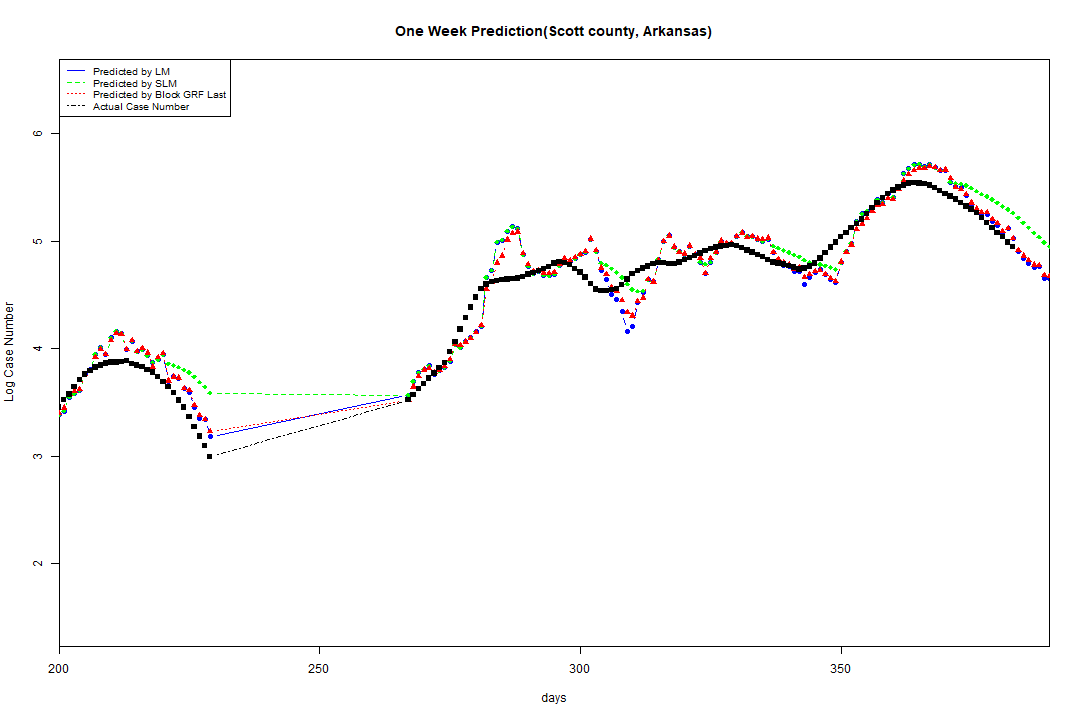 One Week Prediction(Scott county, Arkansas)
Predicted by LM
Predicted by SLM
Predicted by Block GRF Last
Actual Case Number
6
5
4
3
2
Log Case Number
200 250 300 350
days